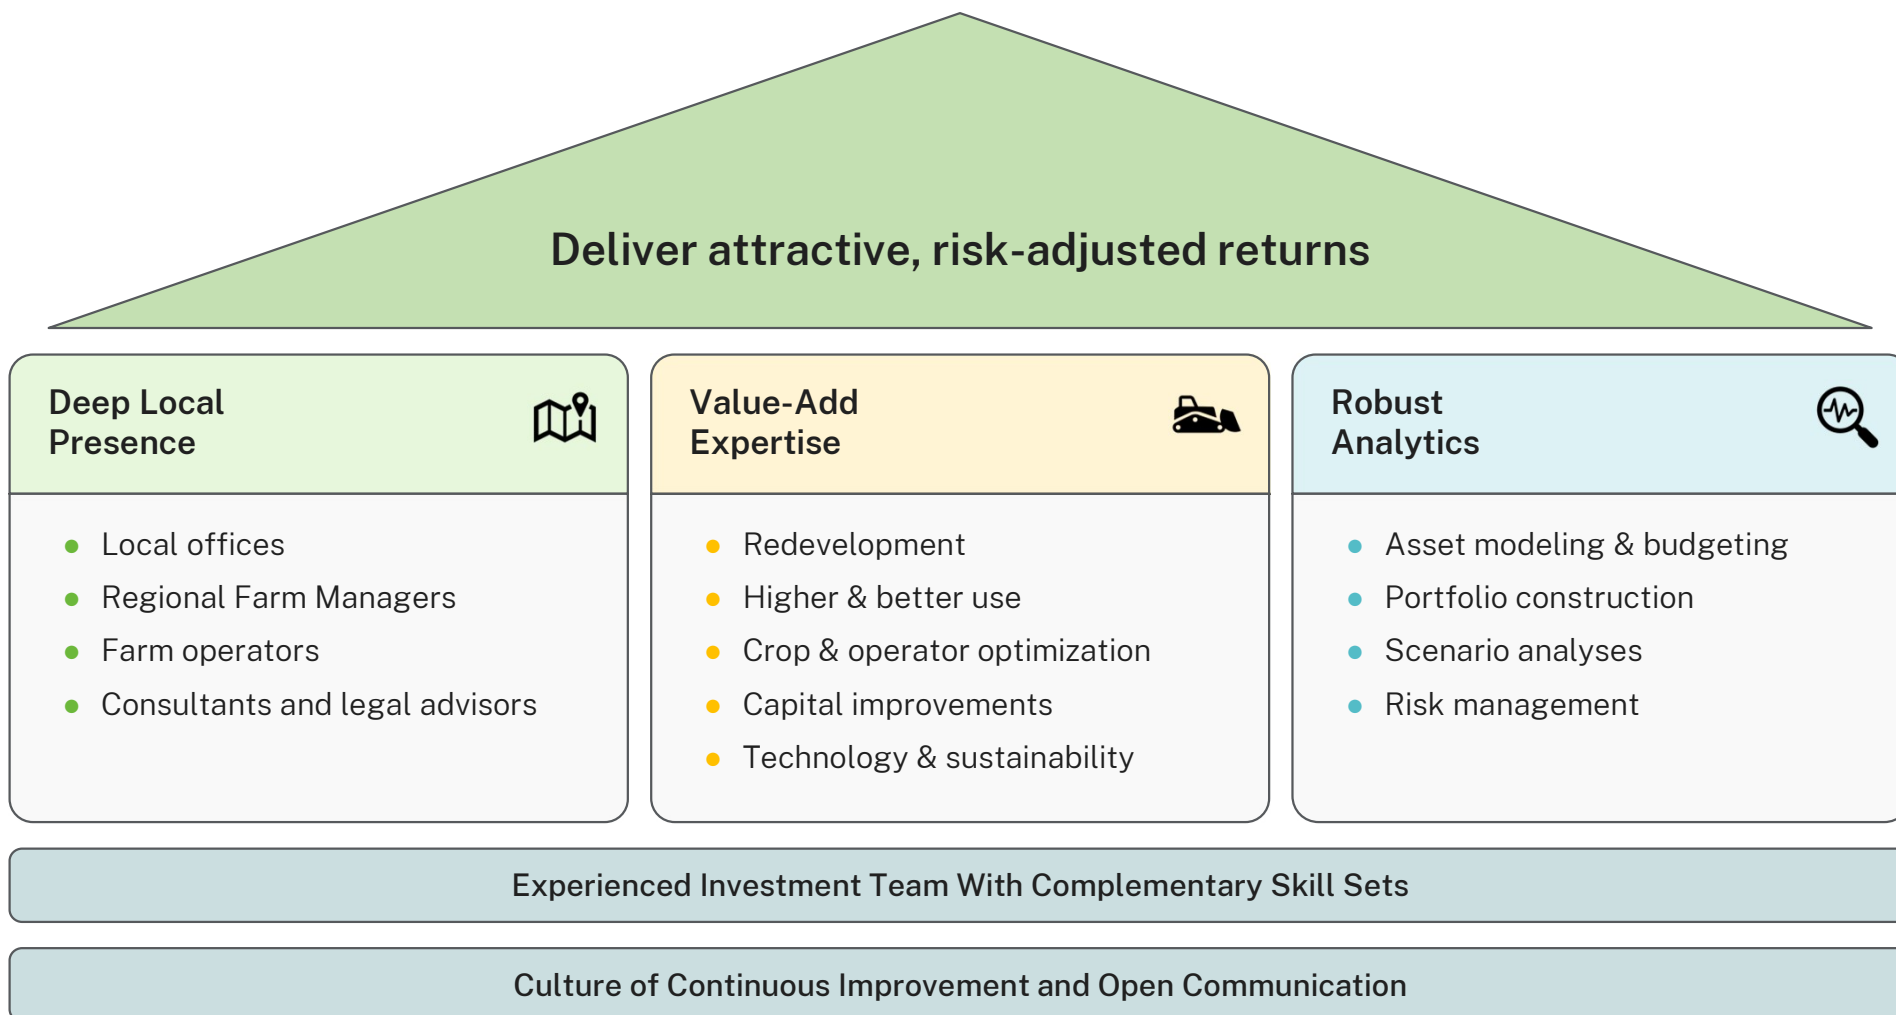 Deliver attractive, risk-adjusted returns
Deep Local
Presence
Local offices
Regional Farm Managers
Farm operators
Consultants and legal advisors
Value-Add
Expertise
Redevelopment
Higher & better use
Crop & operator optimization
Capital improvements
Technology & sustainability
Robust
Analytics
Asset modeling & budgeting
Portfolio construction
Scenario analyses
Risk management
Experienced Investment Team With Complementary Skill Sets
Culture of Continuous Improvement and Open Communication